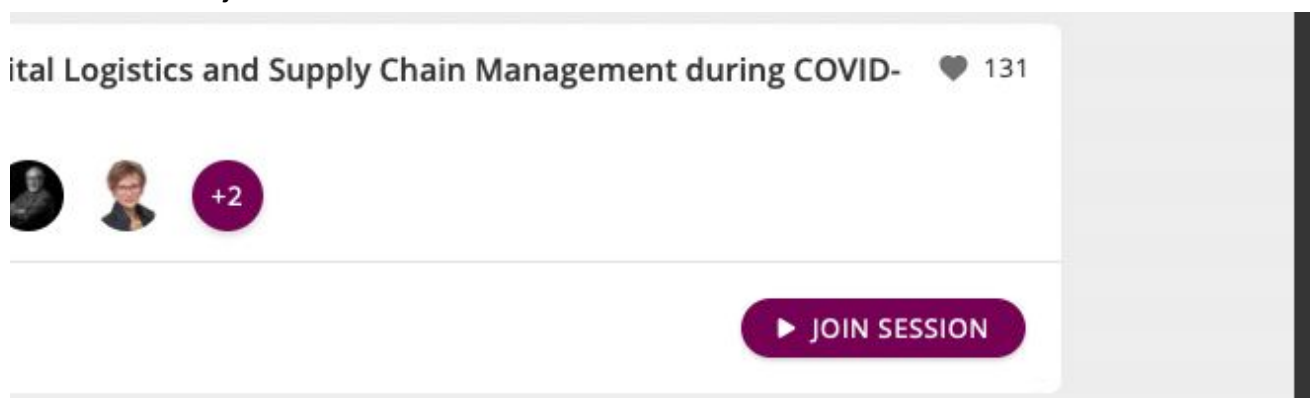 ital Logistics and Supply Chain Management during COVID-
131
+2
JOIN SESSION